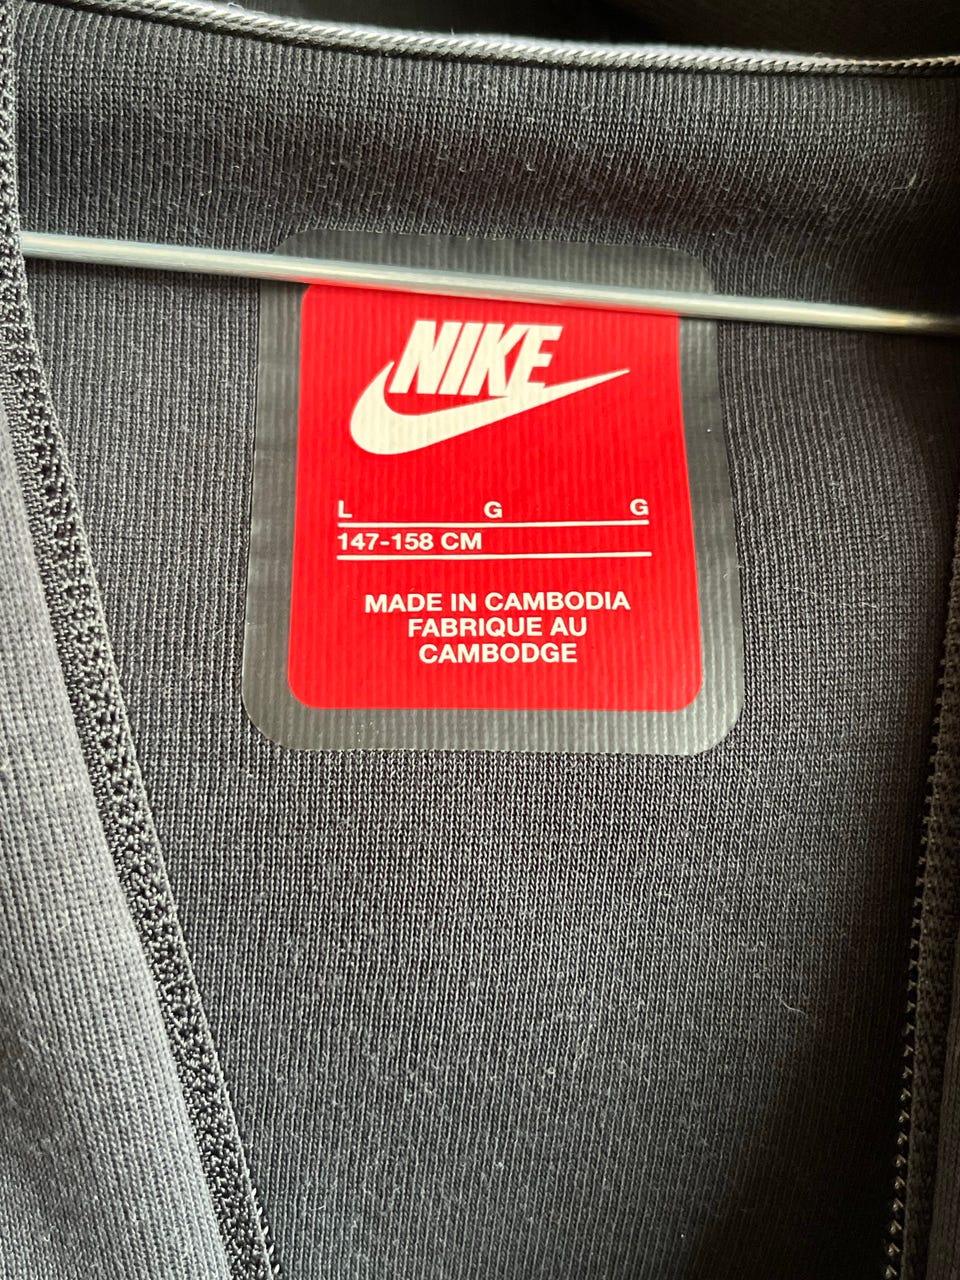 NIKE
L G G
147-158 CM
MADE IN CAMBODIA
FABRIQUE AU
CAMBODGE